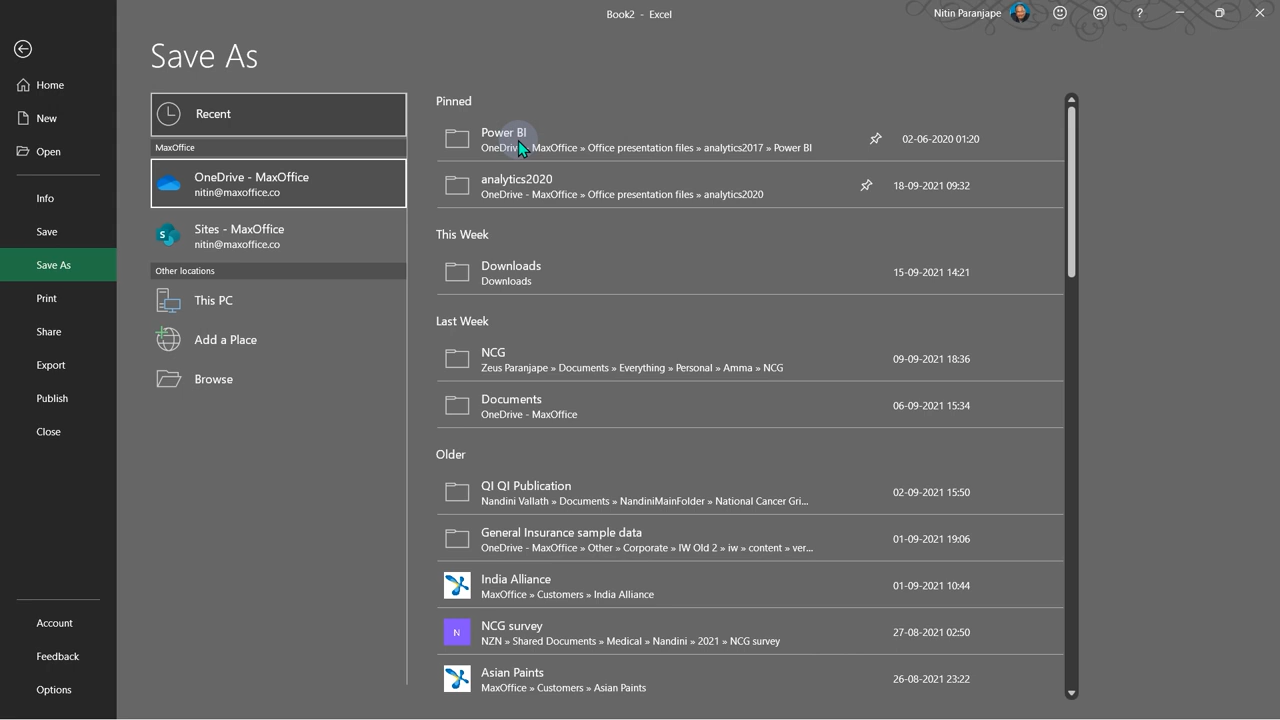 Book2 - Excel
Nitin Paranjape
?
Save As
Home
New
Open
Info
Save
Save As
Print
Share
Export
Publish
Close
Account
Feedback
Options
Recent
MaxOffice
OneDrive - MaxOffice
nitin@maxoffice.co
S
Sites - MaxOffice
nitin@maxoffice.co
Other locations
This PC
Add a Place
Browse
Pinned
Power BI
02-06-2020 01:20
OneDrive - MaxOffice » Office presentation files » analytics2017 » Power BI
analytics2020
18-09-2021 09:32
OneDrive - MaxOffice » Office presentation files » analytics2020
This Week
Downloads
15-09-2021 14:21
Downloads
Last Week
NCG
09-09-2021 18:36
Zeus Paranjape » Documents » Everything » Personal » Amma » NCG
Documents
06-09-2021 15:34
OneDrive - MaxOffice
Older
QI QI Publication
02-09-2021 15:50
Nandini Vallath » Documents » NandiniMainFolder » National Cancer Gri...
General Insurance sample data
01-09-2021 19:06
OneDrive - MaxOffice » Other » Corporate » IW Old 2 » iw » content » ver...
India Alliance
01-09-2021 10:44
MaxOffice » Customers » India Alliance
N
NCG survey
27-08-2021 02:50
NZN » Shared Documents » Medical » Nandini » 2021 » NCG survey
Asian Paints
26-08-2021 23:22
MaxOffice » Customers » Asian Paints